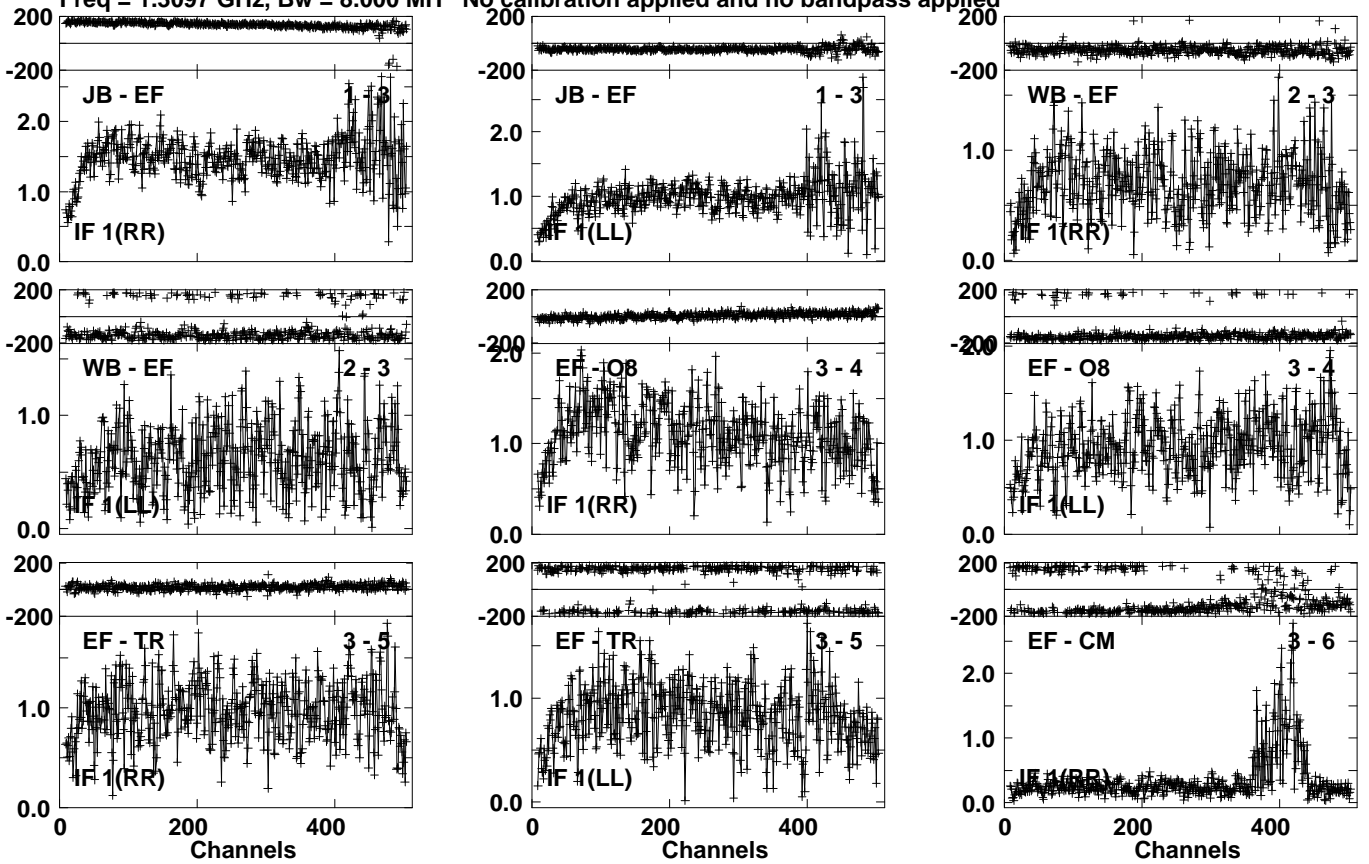 Freq = 1.5097 GHz, Bw = 8.000 MH No calibration applied and no bandpass applied
200 200 200
-200 -200 -200
JB - EF 1 - 3 JB - EF 1 - 3 WB - EF 2 - 3
2.0 2.0
1.0 1.0 1.0
IF 1(RR) IF 1(LL) IF 1(RR)
0.0 0.0 0.0
200 200 200
-200 -200 -200
2.0 2.0
WB - EF 2 - 3 EF - O8 3 - 4 EF - O8 3 - 4
1.0 1.0 1.0
IF 1(LL) IF 1(RR) IF 1(LL)
0.0 0.0 0.0
200 200 200
-200 -200 -200
EF - TR 3 - 5 EF - TR 3 - 5 EF - CM 3 - 6
2.0
1.0 1.0 1.0
IF 1(RR) IF 1(LL) IF 1(RR)
0.0 0.0 0.0
0 200 400 0 200 400 0 200 400
Channels Channels Channels